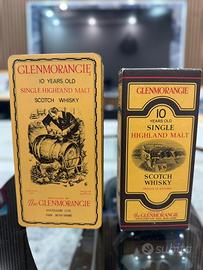 GLENMORANGIE
10 YEARS OLD
SINGLE HIGHLAND MALT
SCOTCH WHISKY
The GLENMORANGIE
GLENMORANGIE
10
YEARS OLD
SINGLE
HIGHLAND MALT
SCOTCH
WHISKY
The GLENMORANGIE
subito